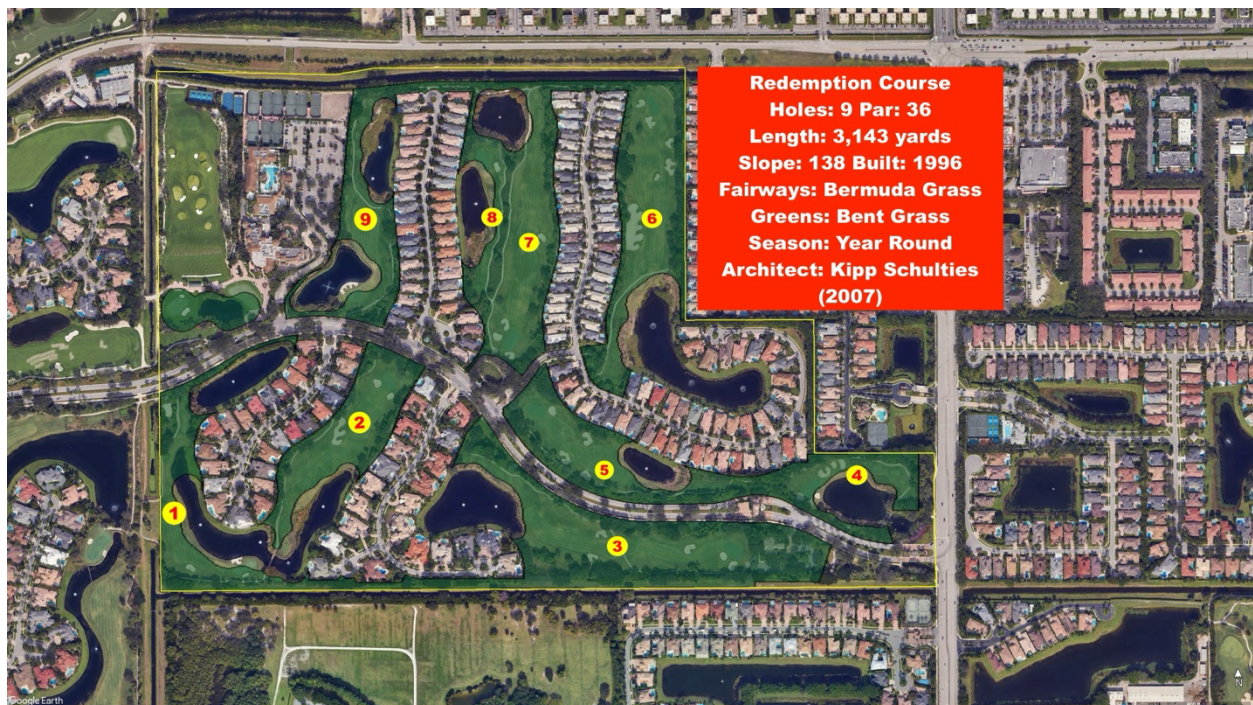 Redemption Course
Holes: 9 Par: 36
Length: 3,143 yards
Slope: 138 Built: 1996
Fairways: Bermuda Grass
Greens: Bent Grass
Season: Year Round
Architect: Kipp Schulties
(2007)
9
8
7
6
2
5
4
1
3
Google Earth
N